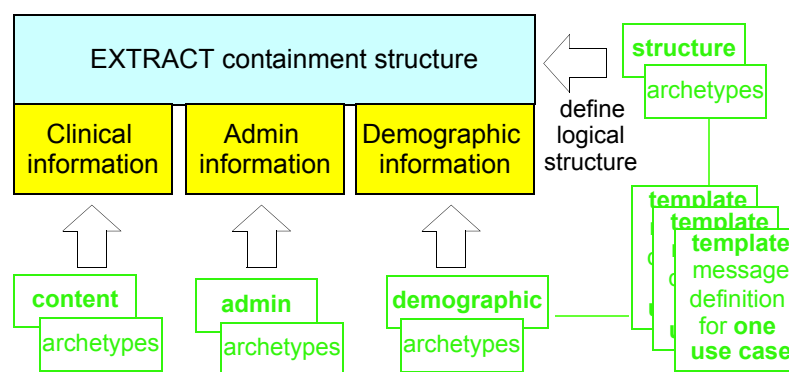 EXTRACT containment structure
structure
archetypes
define
logical
structure
Clinical
information
Admin
information
Demographic
information
content
archetypes
admin
archetypes
demographic
archetypes
template
template
template
message
definition
for one
use case